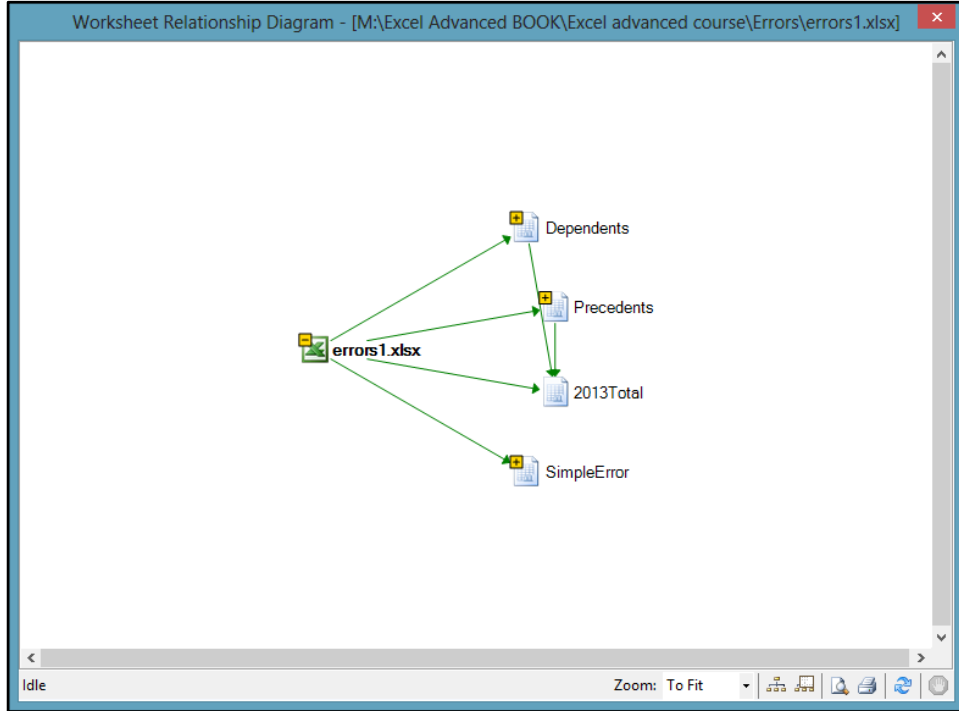 Worksheet Relationship Diagram - [M:\Excel Advanced BOOK\Excel advanced course\Errors\errors1.xlsx]
Dependents
Precedents
errors1.xlsx
2013Total
SimpleError
Idle
Zoom: To Fit